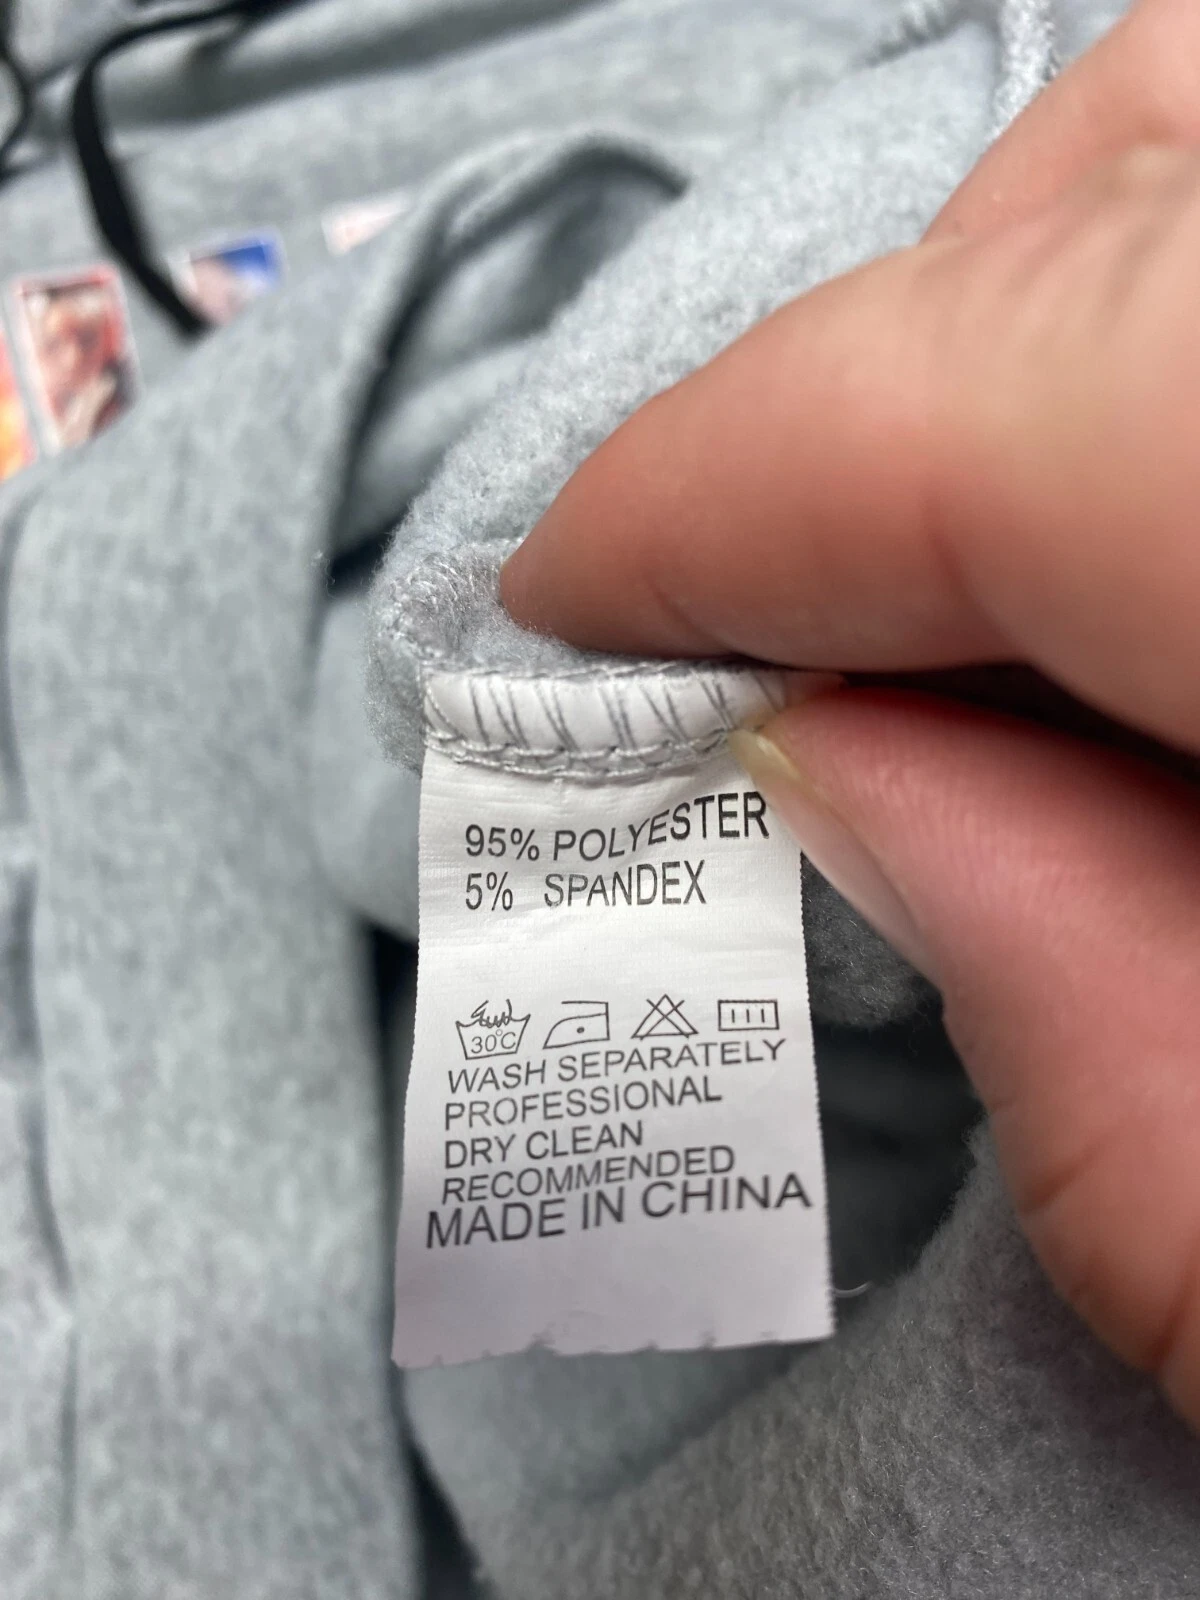 95% POLYESTER
5% SPANDEX
30°C
WASH SEPARATELY
PROFESSIONAL
DRY CLEAN
RECOMMENDED
MADE IN CHINA